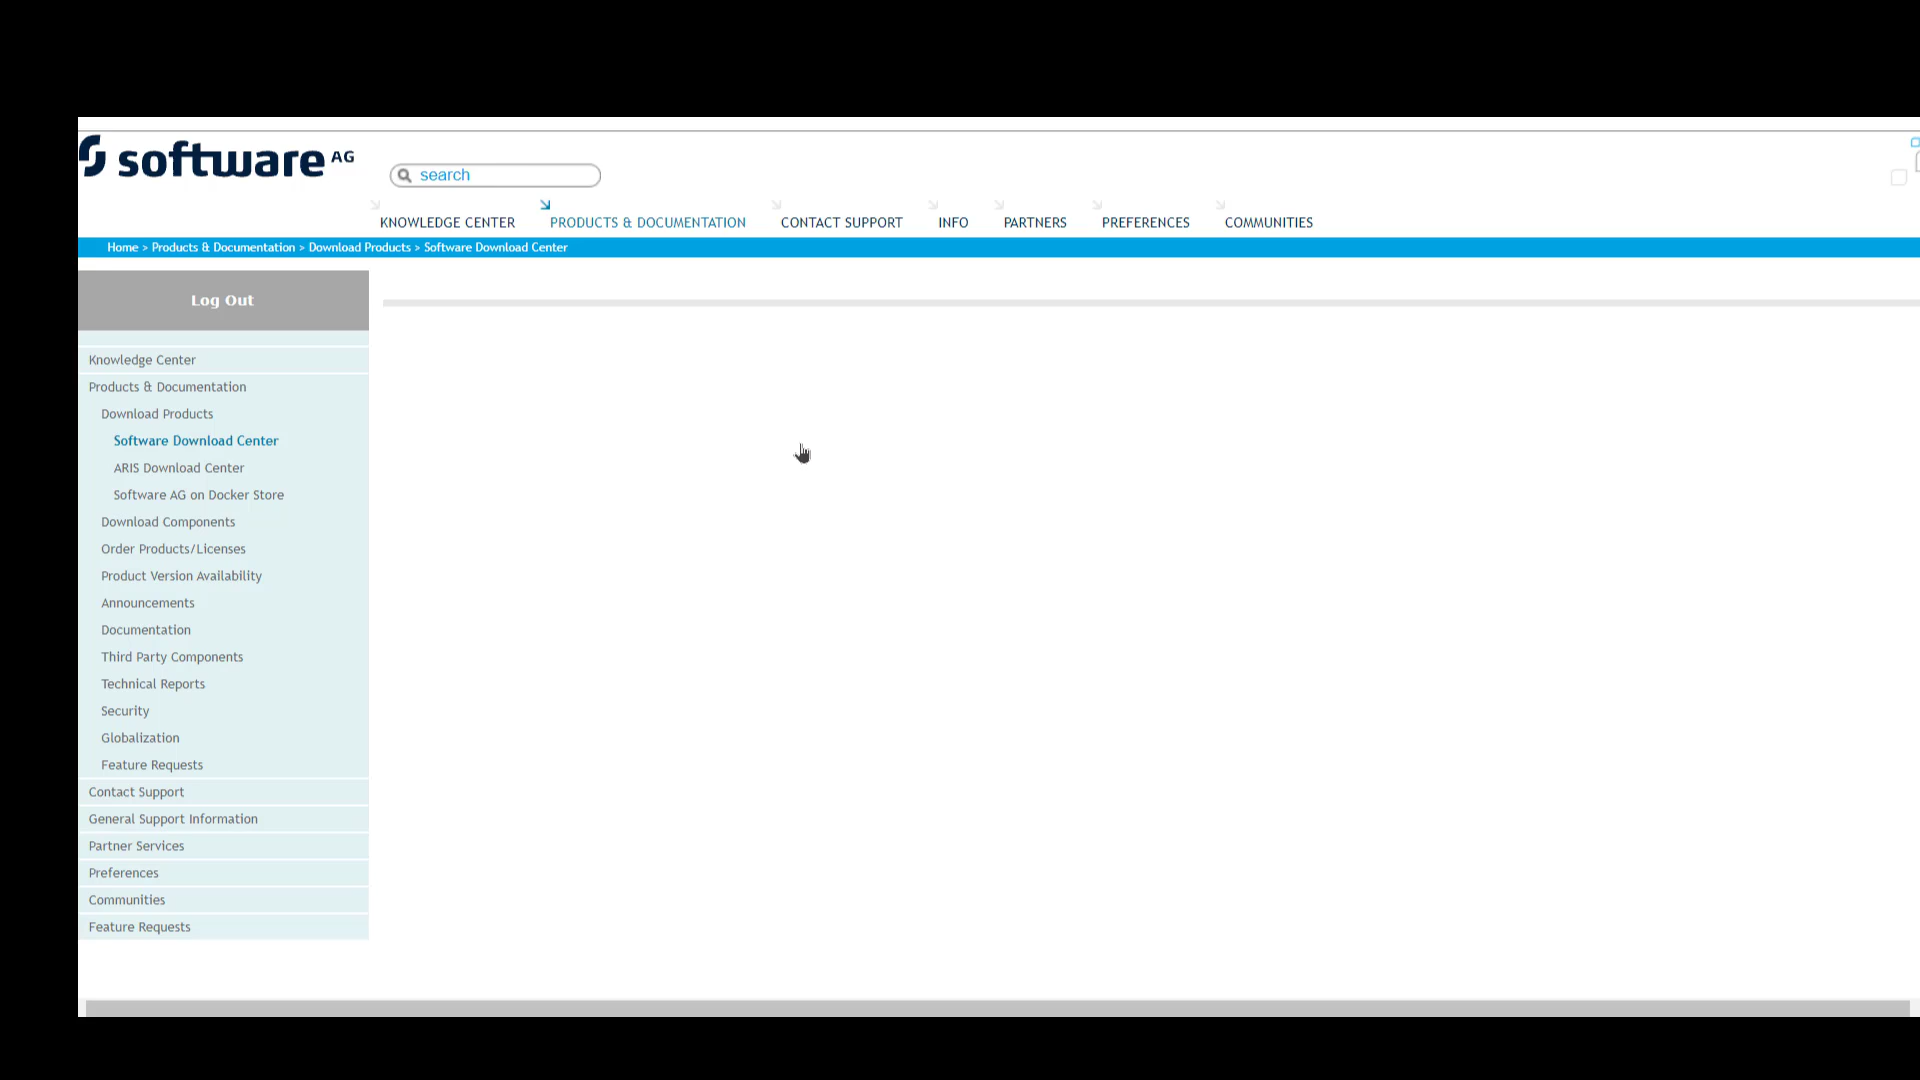 software AG
search
KNOWLEDGE CENTER PRODUCTS & DOCUMENTATION CONTACT SUPPORT INFO PARTNERS PREFERENCES COMMUNITIES
Home > Products & Documentation > Download Products > Software Download Center
Log Out
Knowledge Center
Products & Documentation
Download Products
Software Download Center
ARIS Download Center
Software AG on Docker Store
Download Components
Order Products/Licenses
Product Version Availability
Announcements
Documentation
Third Party Components
Technical Reports
Security
Globalization
Feature Requests
Contact Support
General Support Information
Partner Services
Preferences
Communities
Feature Requests